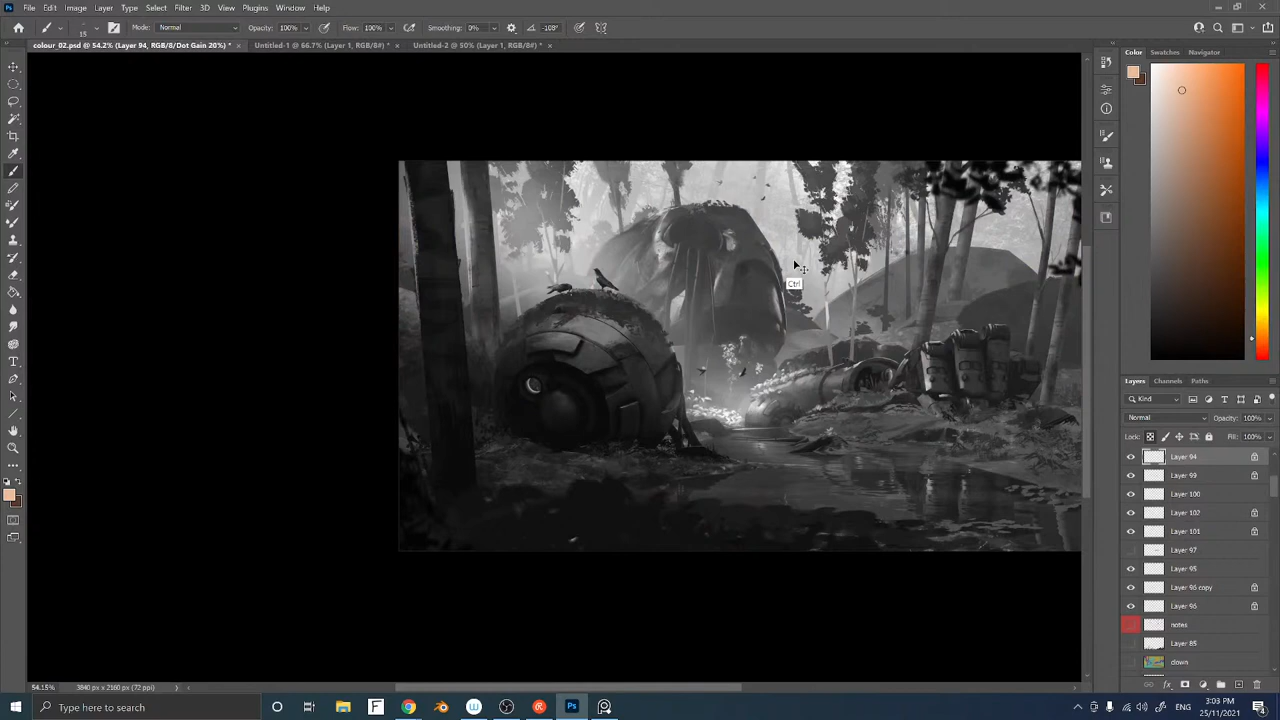 File Edit Image Layer Type Select Filter 3D View Plugins Window Help
15 Mode: Normal Opacity: 100% Flow: 100% Smoothing: 0% -108°
colour_02.psd @ 54.2% (Layer 94, RGB/8/Dot Gain 20%) * × Untitled-1 @ 66.7% (Layer 1, RGB/8#) * × Untitled-2 @ 50% (Layer 1, RGB/8#) * ×
Color Swatches Navigator
Ctrl
Layers Channels Paths
Kind
Normal Opacity: 100%
Lock: Fill: 100%
Layer 94
Layer 99
Layer 100
Layer 102
Layer 101
Layer 97
Layer 95
Layer 96 copy
Layer 96
notes
Layer 85
down
54.15% 3840 px x 2160 px (72 ppi)
Type here to search
3:03 PM
25/11/2021